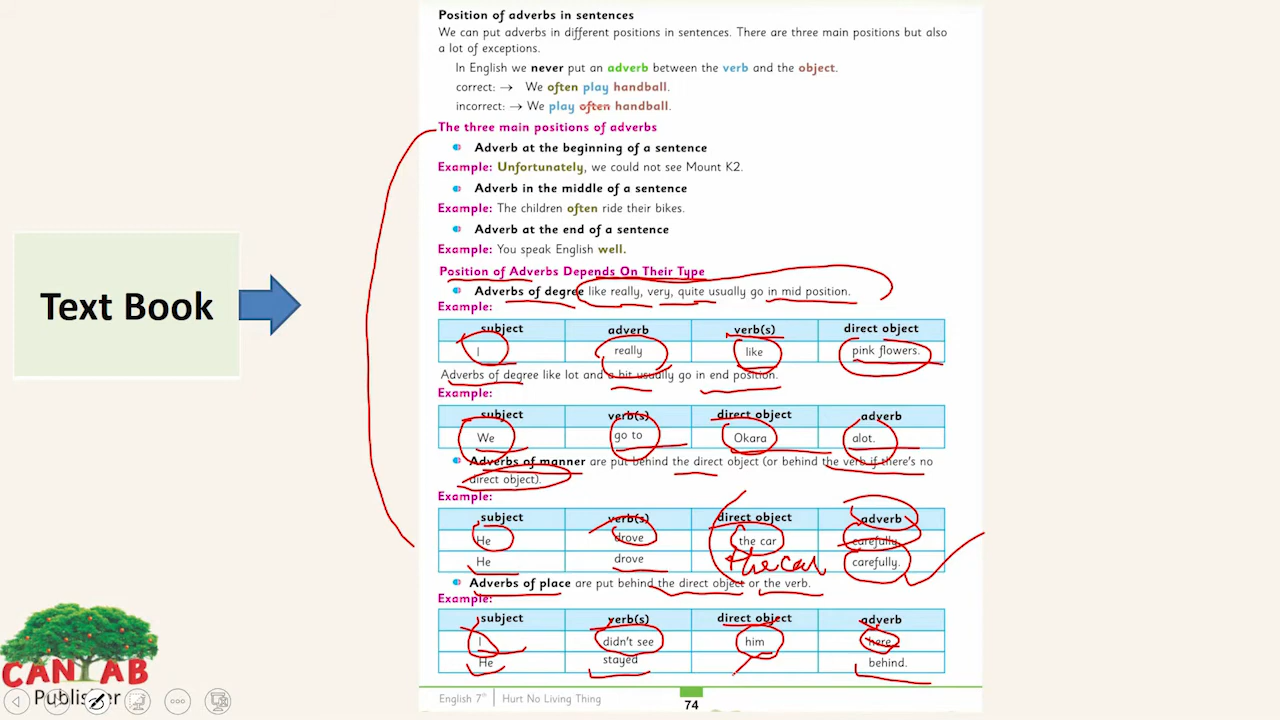 Position of adverbs in sentences
We can put adverbs in different positions in sentences. There are three main positions but also
a lot of exceptions.
In English we never put an adverb between the verb and the object.
correct: → We often play handball.
incorrect: → We play often handball.
The three main positions of adverbs
Adverb at the beginning of a sentence
Example: Unfortunately, we could not see Mount K2.
Adverb in the middle of a sentence
Example: The children often ride their bikes.
Adverb at the end of a sentence
Example: You speak English well.
Position of Adverbs Depends On Their Type
Adverbs of degree like really, very, quite usually go in mid position.
Example:
subject adverb verb(s) direct object
I really like pink flowers.
Adverbs of degree like lot and a bit usually go in end position.
Example:
subject verb(s) direct object adverb
We go to Okara alot.
Adverbs of manner are put behind the direct object (or behind the verb if there's no
direct object).
Example:
subject verb(s) direct object adverb
He drove the car carefully.
He drove the car carefully.
Adverbs of place are put behind the direct object or the verb.
Example:
subject verb(s) direct object adverb
I didn't see him here.
He stayed behind.
English 7th Hurt No Living Thing
74
Text Book
CANTAB
Publisher